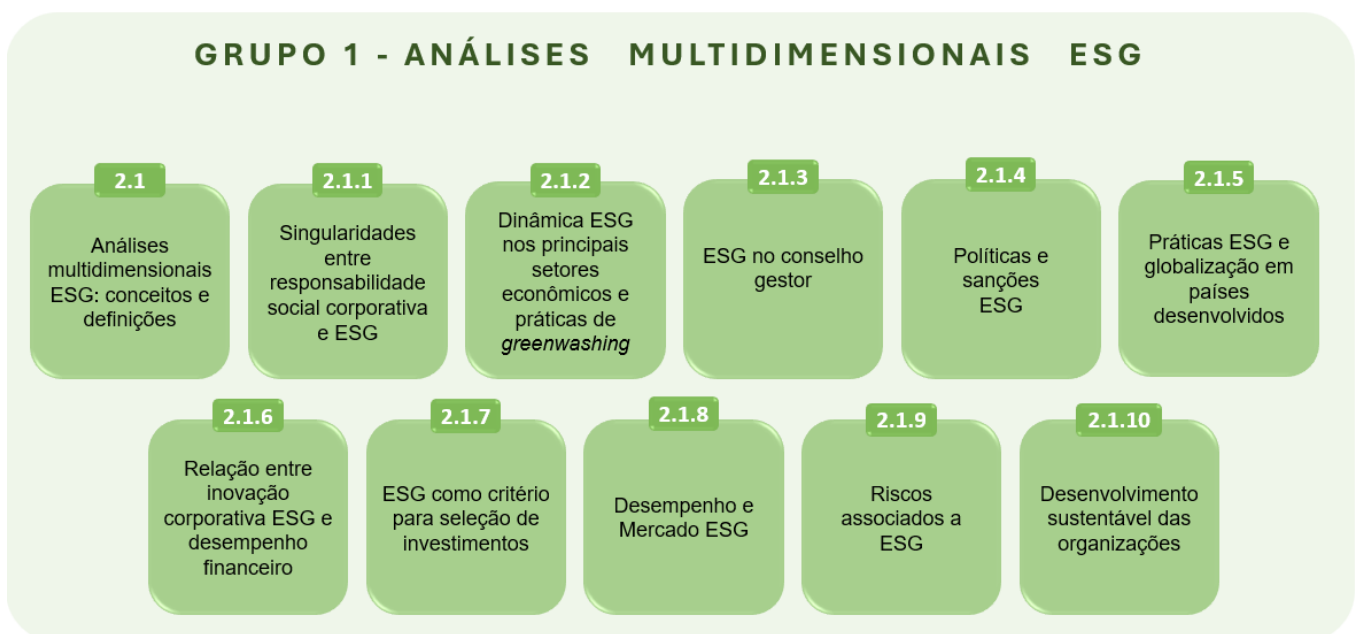 GRUPO 1 - ANÁLISES MULTIDIMENSIONAIS ESG
2.1
Análises
multidimensionais
ESG: conceitos e
definições
2.1.1
Singularidades
entre
responsabilidade
social corporativa
e ESG
2.1.2
Dinâmica ESG
nos principais
setores
econômicos e
práticas de
greenwashing
2.1.3
ESG no conselho
gestor
2.1.4
Políticas e
sanções
ESG
2.1.5
Práticas ESG e
globalização em
países
desenvolvidos
2.1.6
Relação entre
inovação
corporativa ESG e
desempenho
financeiro
2.1.7
ESG como critério
para seleção de
investimentos
2.1.8
Desempenho e
Mercado ESG
2.1.9
Riscos
associados a
ESG
2.1.10
Desenvolvimento
sustentável das
organizações